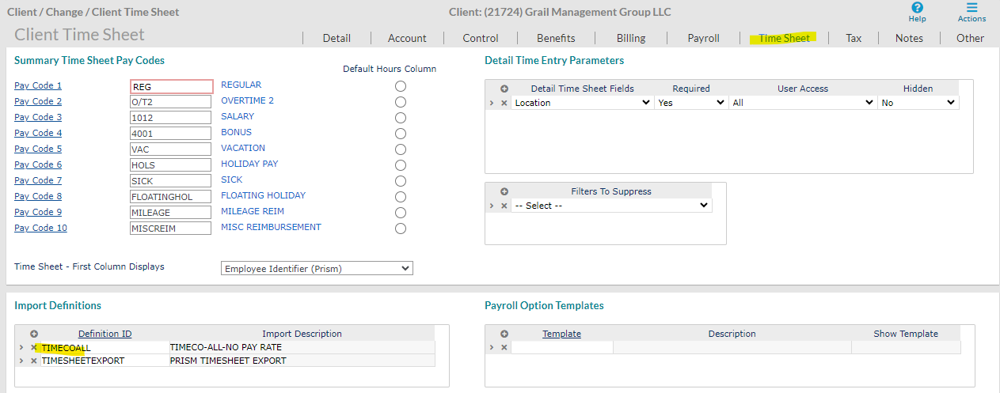 Client / Change / Client Time Sheet
Client: (21724) Grail Management Group LLC
Help
Actions
Client Time Sheet
Detail
Account
Control
Benefits
Billing
Payroll
Time Sheet
Tax
Notes
Other
Summary Time Sheet Pay Codes
Default Hours Column
Pay Code 1 REG REGULAR
Pay Code 2 O/T2 OVERTIME 2
Pay Code 3 1012 SALARY
Pay Code 4 4001 BONUS
Pay Code 5 VAC VACATION
Pay Code 6 HOLS HOLIDAY PAY
Pay Code 7 SICK SICK
Pay Code 8 FLOATINGHOL FLOATING HOLIDAY
Pay Code 9 MILEAGE MILEAGE REIM
Pay Code 10 MISCREIM MISC REIMBURSEMENT
Time Sheet - First Column Displays Employee Identifier (Prism)
Detail Time Entry Parameters
Detail Time Sheet Fields Required User Access Hidden
Location Yes All No
Filters To Suppress
-- Select --
Import Definitions
Definition ID Import Description
TIMECOALL TIMECO-ALL-NO PAY RATE
TIMESHEETEXPORT PRISM TIMESHEET EXPORT
Payroll Option Templates
Template Description Show Template